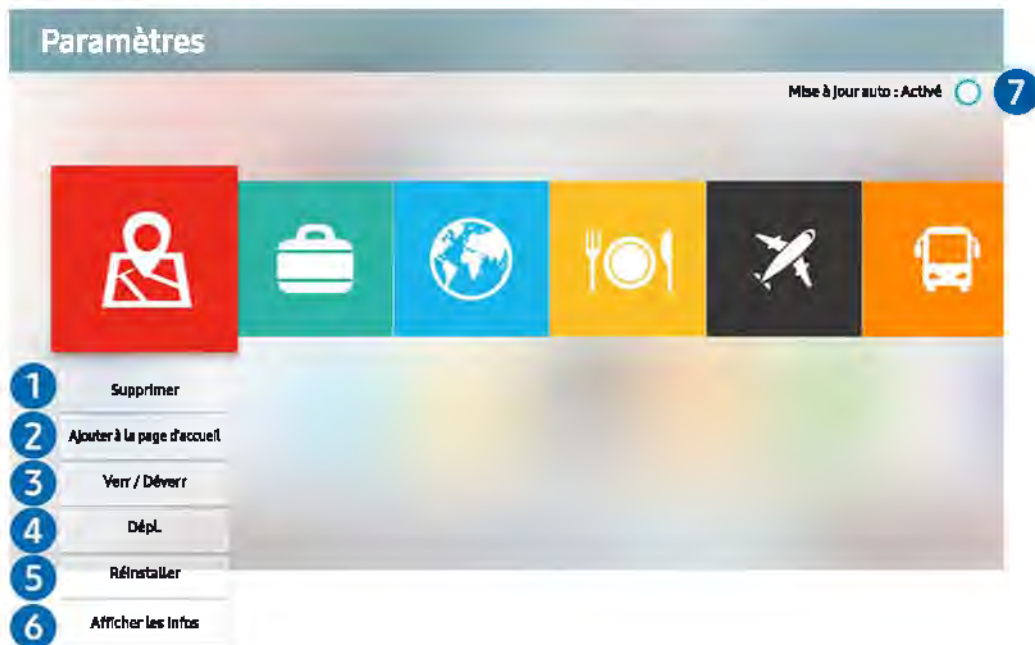 Paramètres
Mise à jour auto : Activé 7
1 Supprimer
2 Ajouter à la page d'accueil
3 Verr / Déverr
4 Dépl.
5 Réinstaller
6 Afficher les infos